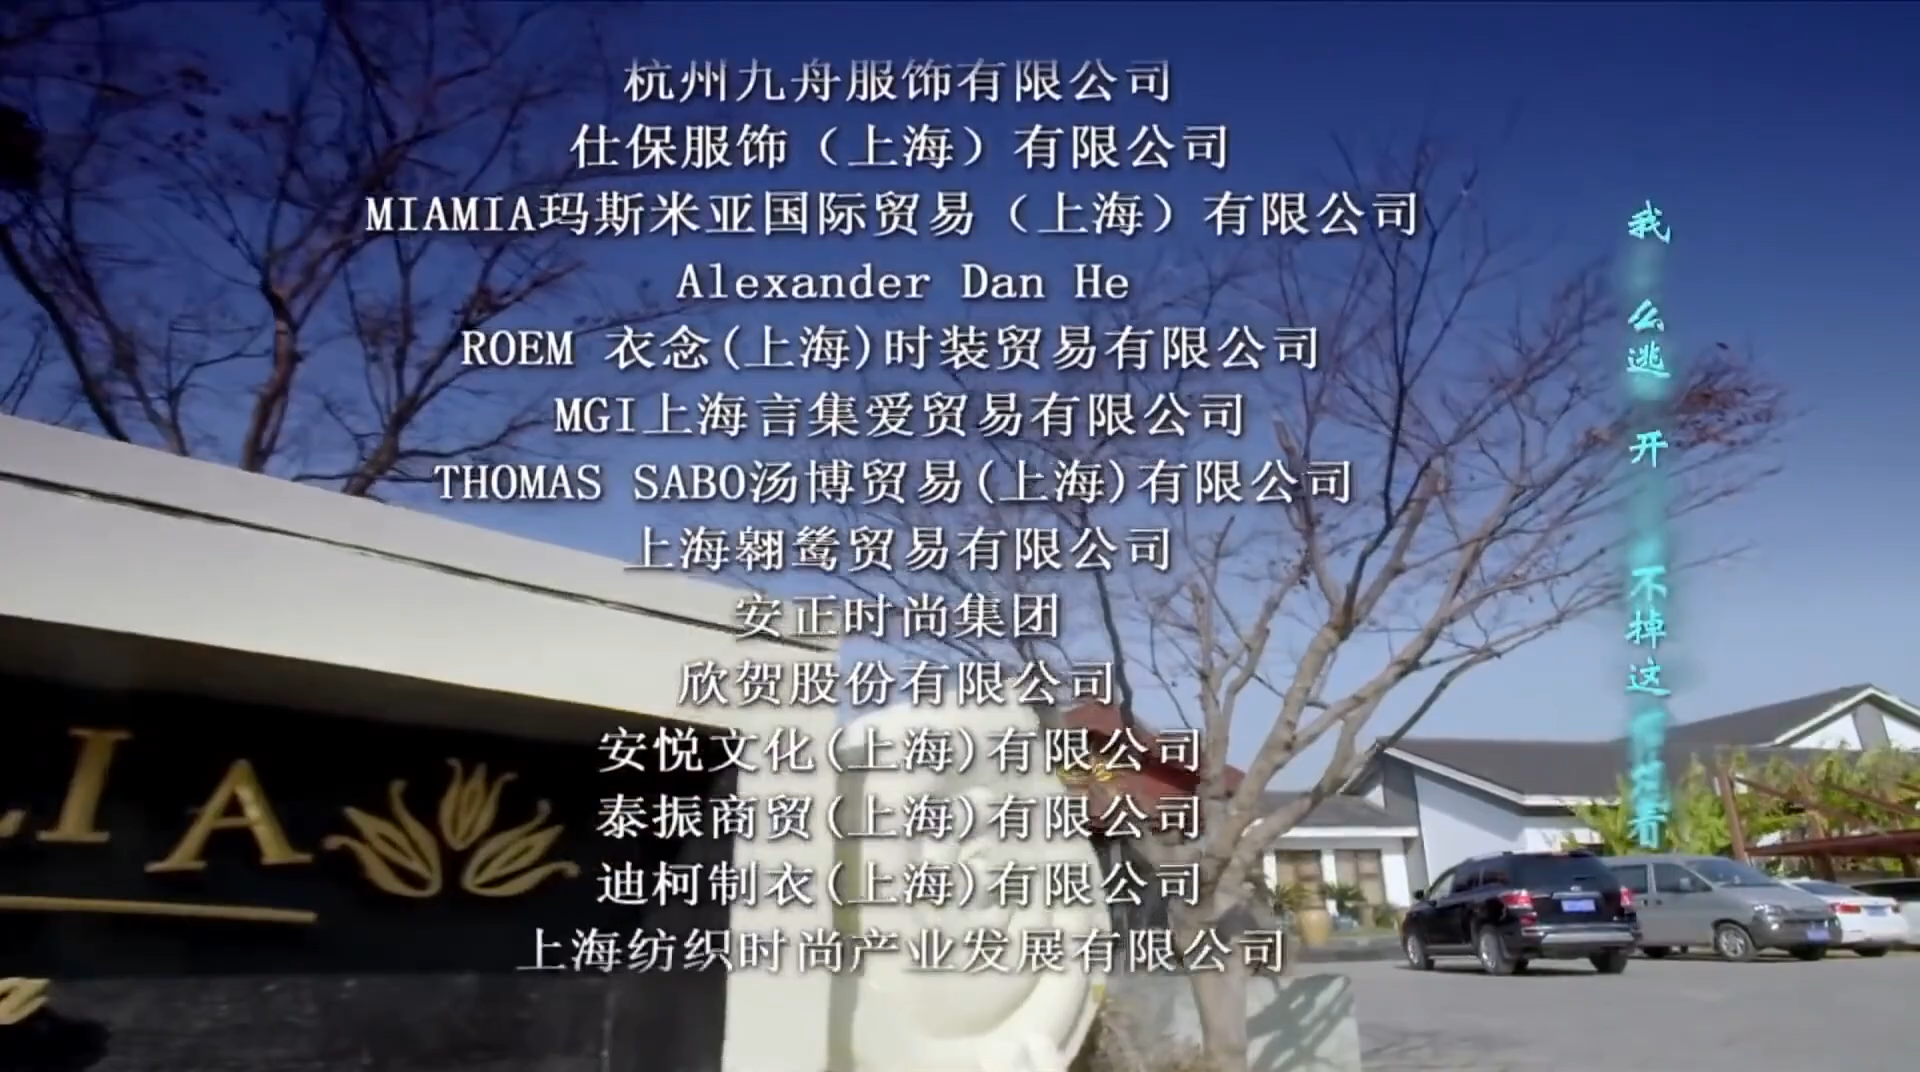 杭州九舟服饰有限公司
仕保服饰（上海）有限公司
MIAMIA玛斯米亚国际贸易（上海）有限公司
Alexander Dan He
ROEM 衣念(上海)时装贸易有限公司
MGI上海言集爱贸易有限公司
THOMAS SABO汤博贸易(上海)有限公司
上海翱鸶贸易有限公司
安正时尚集团
欣贺股份有限公司
安悦文化(上海)有限公司
泰振商贸(上海)有限公司
迪柯制衣(上海)有限公司
上海纺织时尚产业发展有限公司
我 么逃 开 不掉这 着
LIA